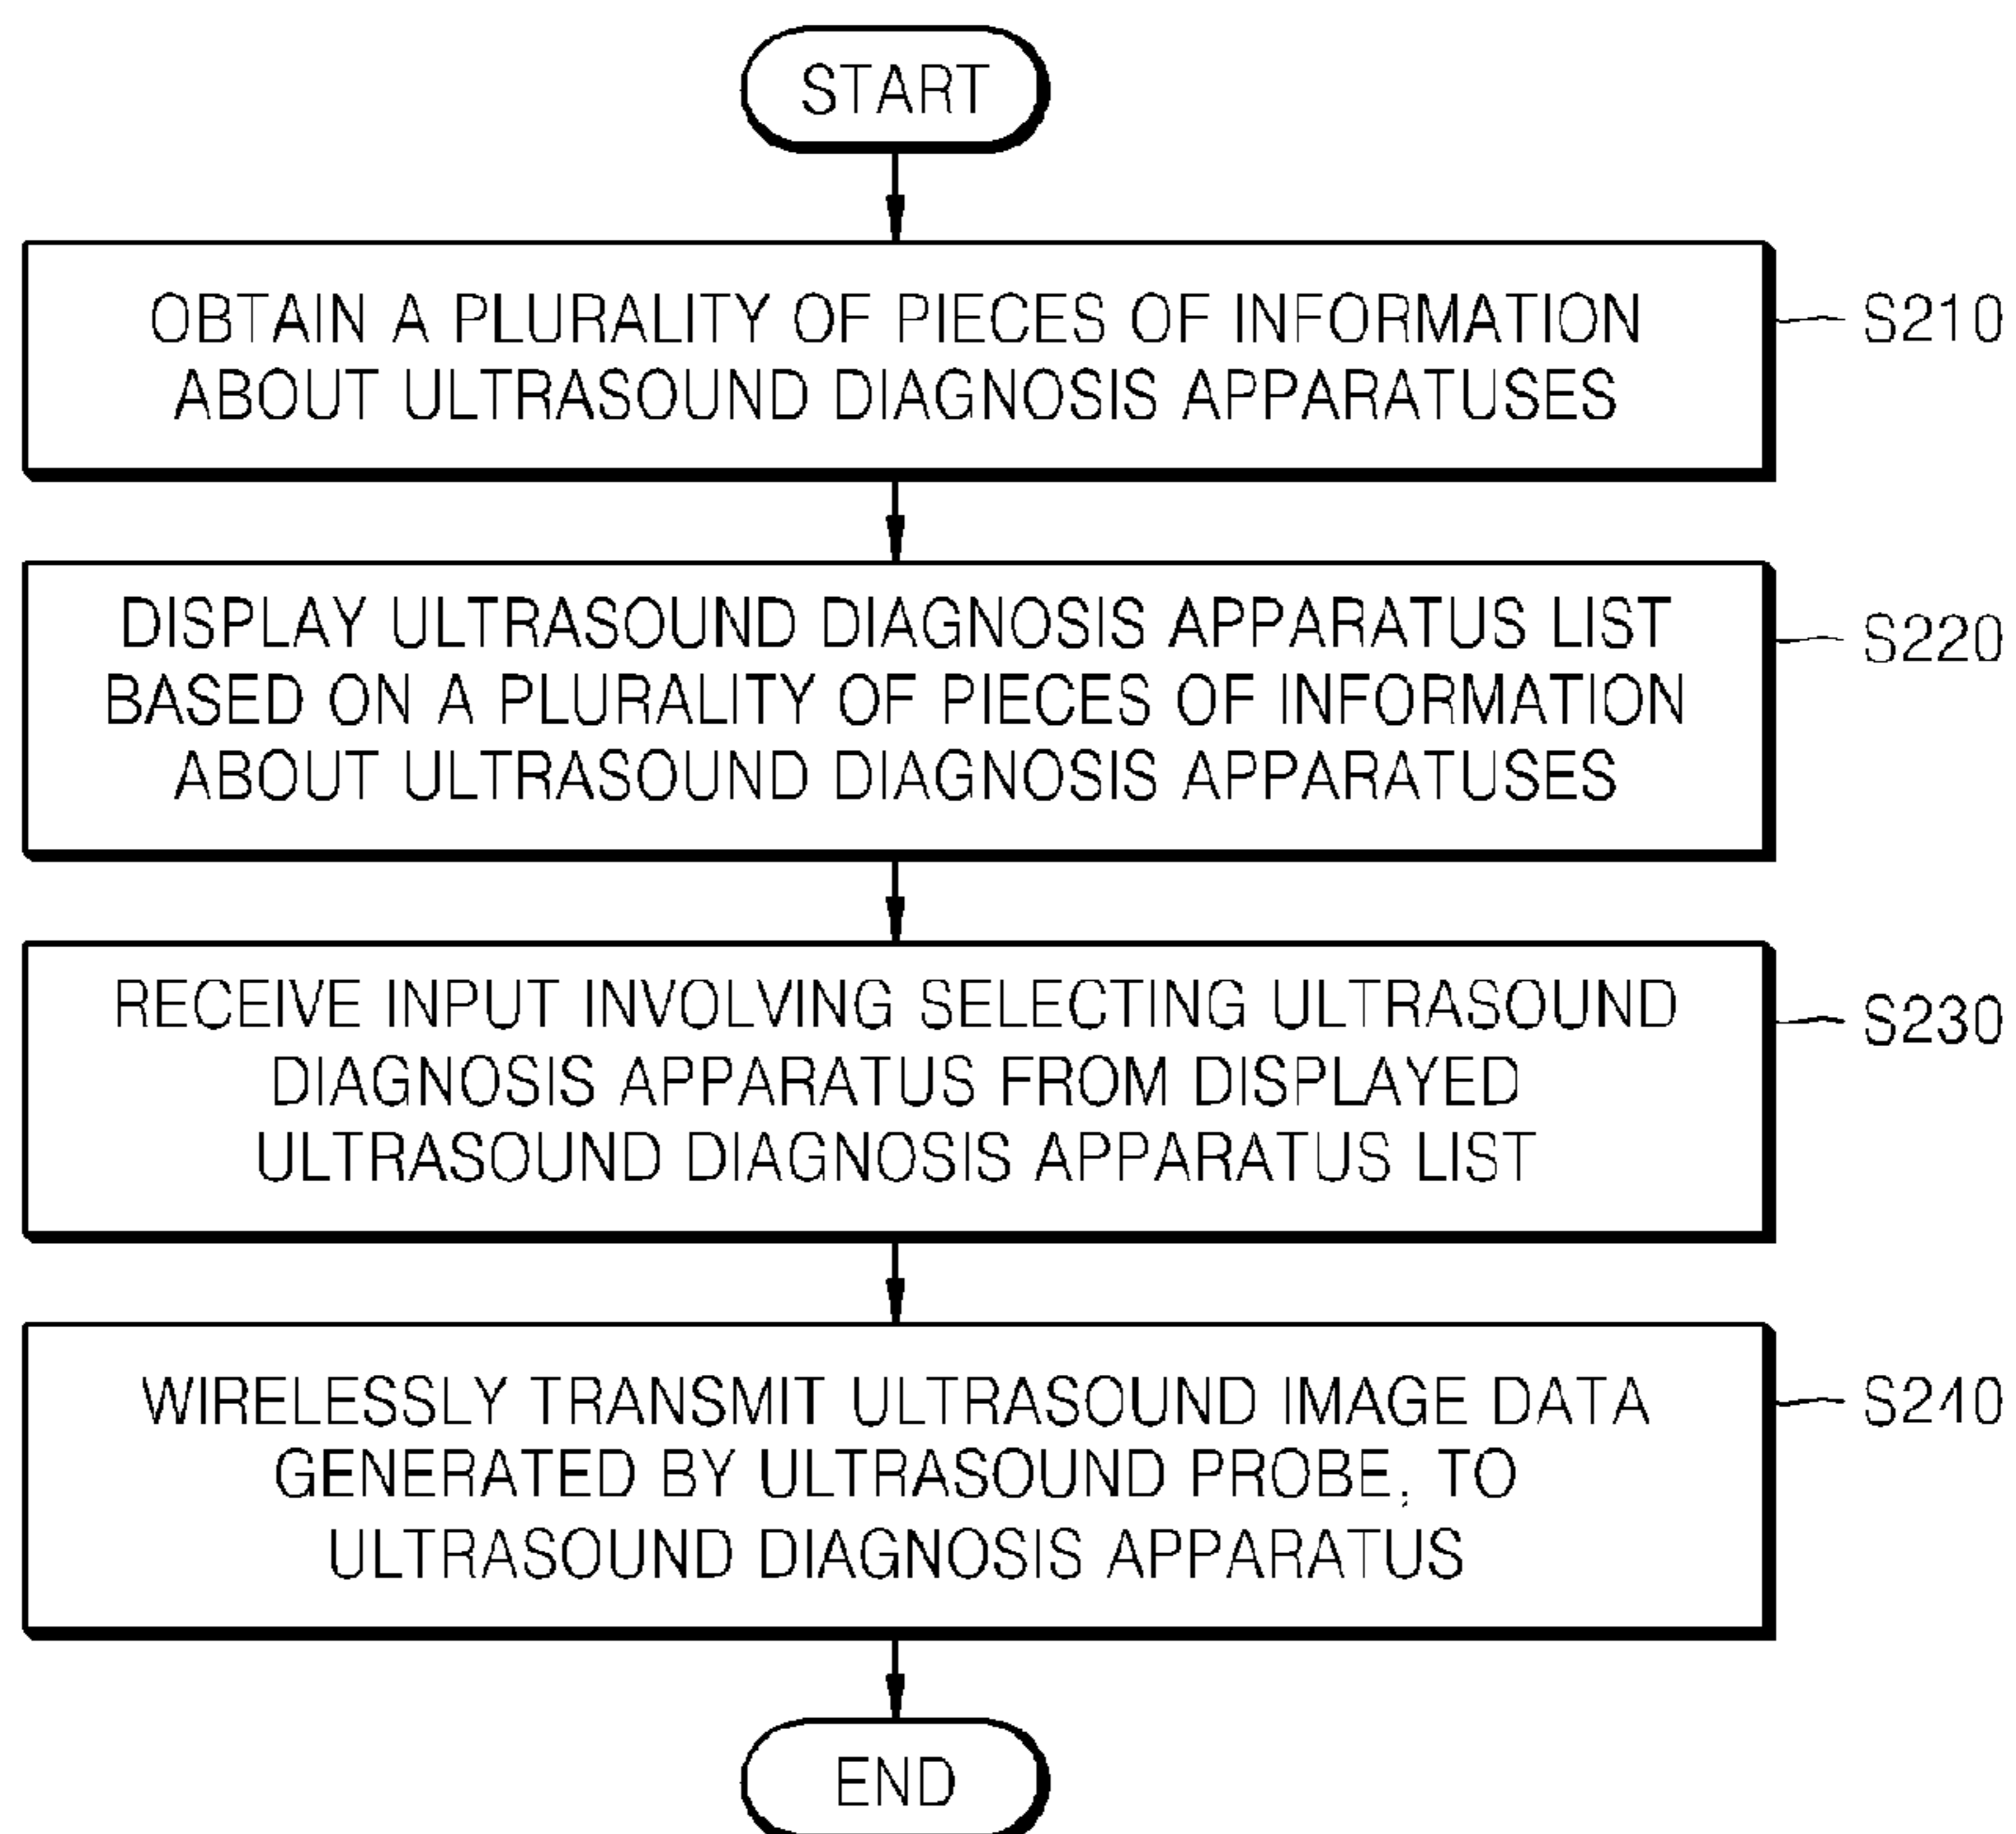 START
OBTAIN A PLURALITY OF PIECES OF INFORMATION
ABOUT ULTRASOUND DIAGNOSIS APPARATUSES
S210
DISPLAY ULTRASOUND DIAGNOSIS APPARATUS LIST
BASED ON A PLURALITY OF PIECES OF INFORMATION
ABOUT ULTRASOUND DIAGNOSIS APPARATUSES
S220
RECEIVE INPUT INVOLVING SELECTING ULTRASOUND
DIAGNOSIS APPARATUS FROM DISPLAYED
ULTRASOUND DIAGNOSIS APPARATUS LIST
S230
WIRELESSLY TRANSMIT ULTRASOUND IMAGE DATA
GENERATED BY ULTRASOUND PROBE, TO
ULTRASOUND DIAGNOSIS APPARATUS
S240
END